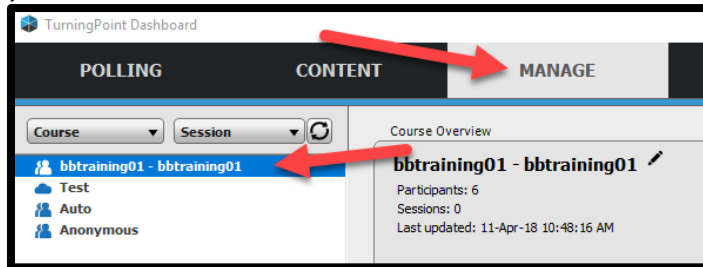 TurningPoint Dashboard
POLLING CONTENT MANAGE
Course Session
bbtraining01 - bbtraining01
Test
Auto
Anonymous
Course Overview
bbtraining01 - bbtraining01
Participants: 6
Sessions: 0
Last updated: 11-Apr-18 10:48:16 AM